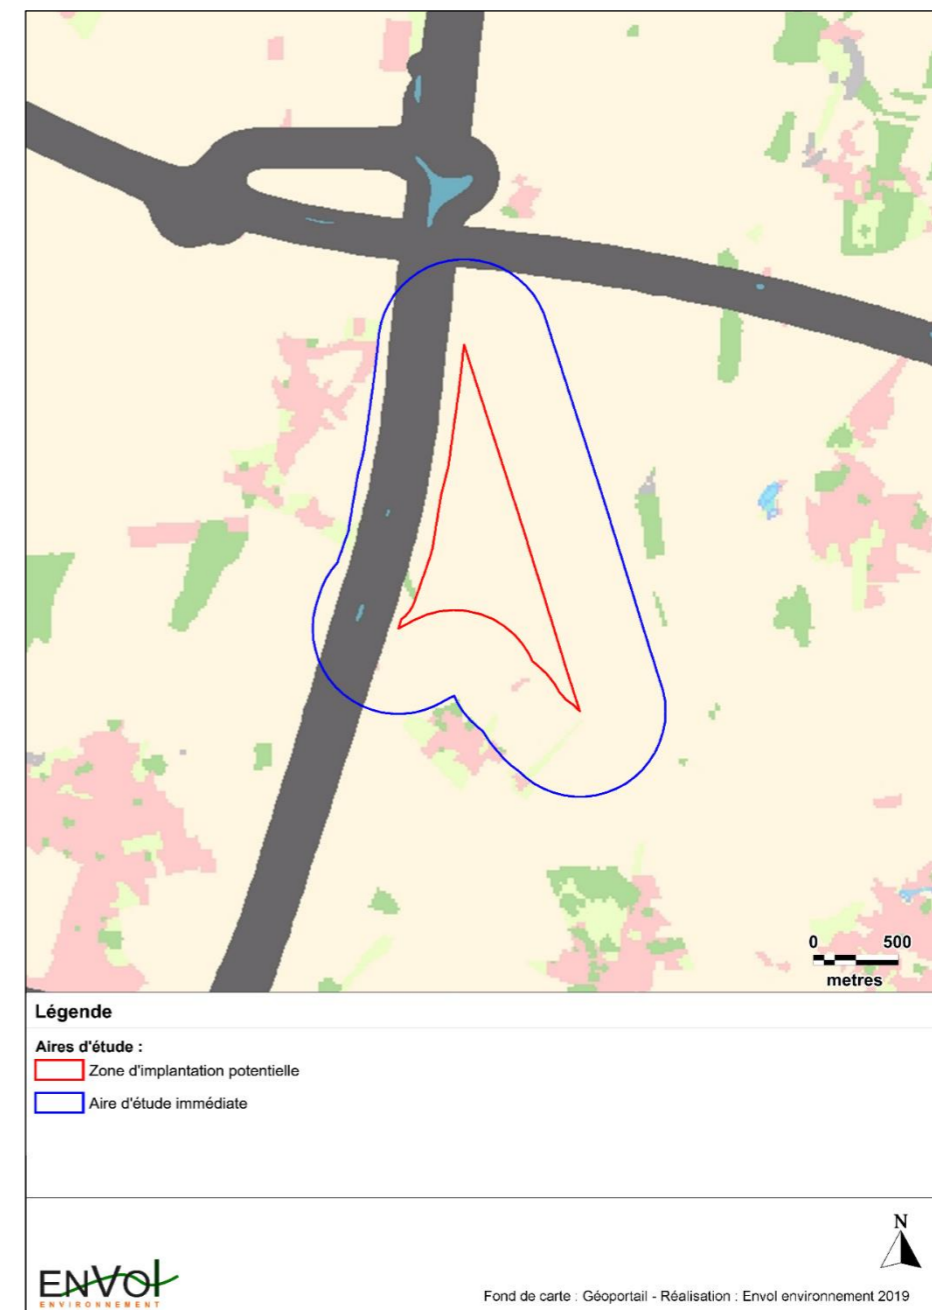 0 500
metres
Légende
Aires d'étude :
Zone d'implantation potentielle
Aire d'étude immédiate
N
ENVOl
ENVIRONNEMENT
Fond de carte : Géoportail - Réalisation : Envol environnement 2019